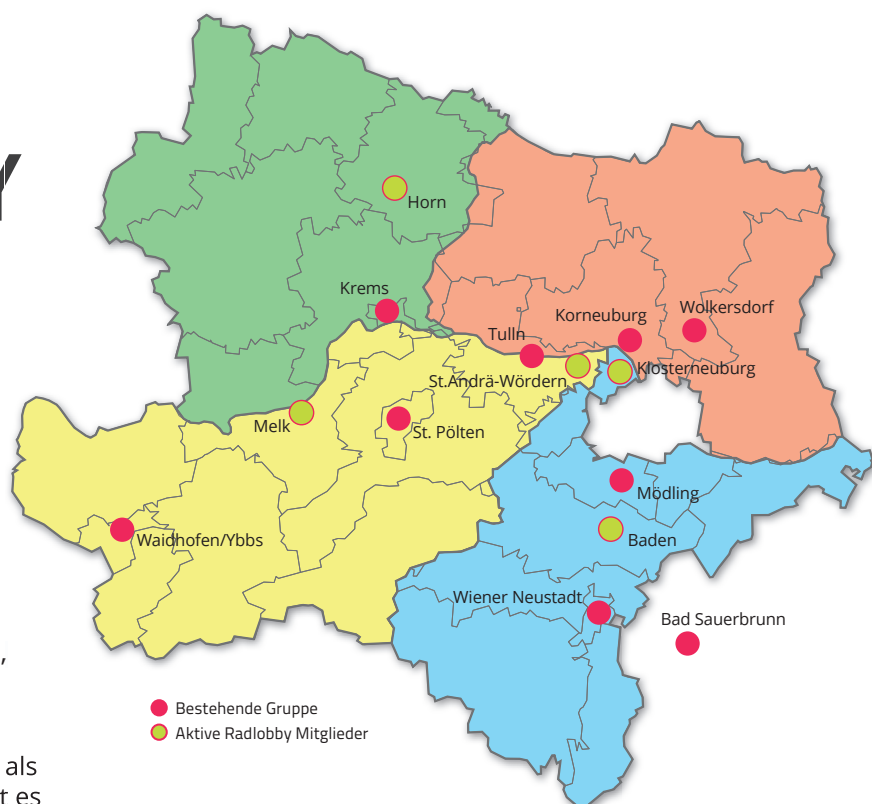 Y
Horn
Krems
Korneuburg
Wolkersdorf
Tulln
Klosterneuburg
St.Andrä-Wördern
Melk
St. Pölten
Mödling
Waidhofen/Ybbs
Baden
Wiener Neustadt
Bad Sauerbrunn
,
Bestehende Gruppe
Aktive Radlobby Mitglieder
als
t es